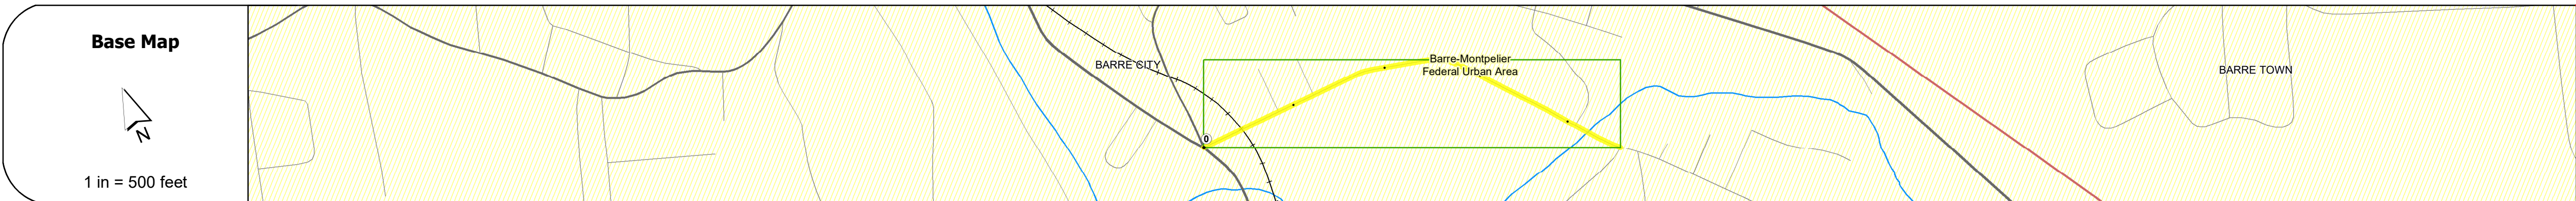 Base Map
N
1 in = 500 feet
BARRE CITY
0
Barre-Montpelier
Federal Urban Area
BARRE TOWN